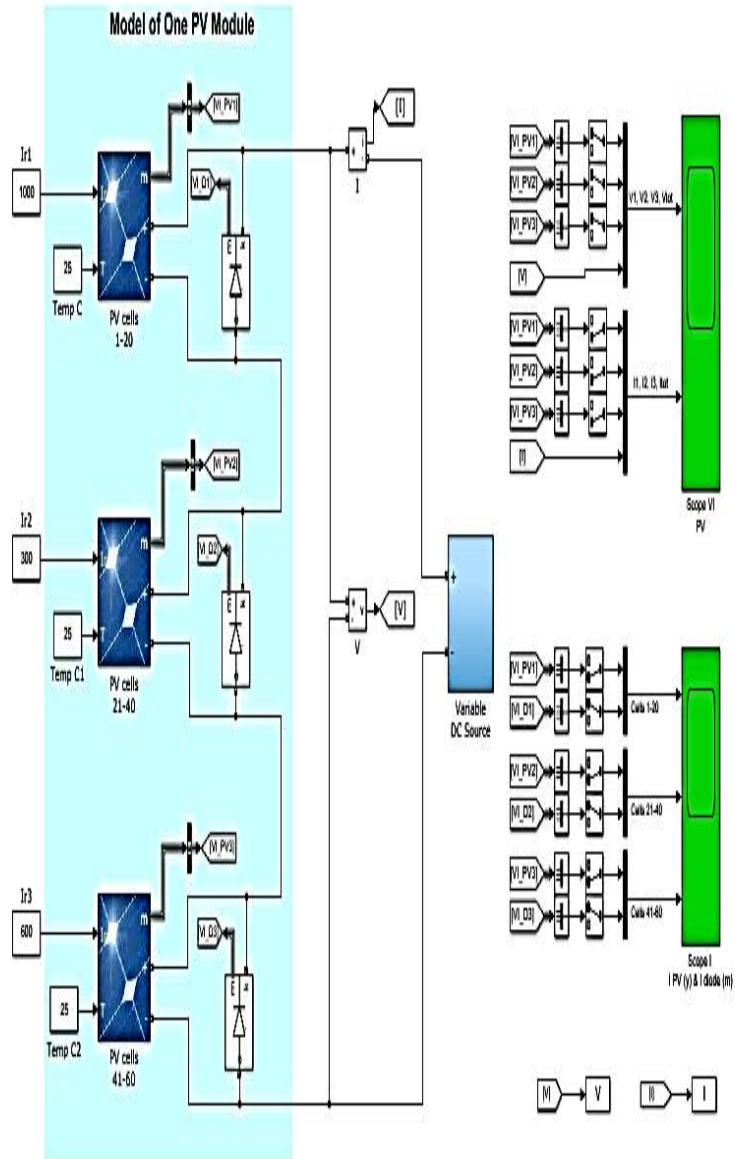 Model of One PV Module
[VI_PV1]
[I]
Ir1
1000
Ir
m
[VI_D1]
+
i
-
I
25
T
Temp C
PV cells
1-20
[VI_PV1]
[VI_PV2]
[VI_PV3]
[V]
V1, V2, V3, Vtot
[VI_PV1]
[VI_PV2]
[VI_PV3]
[I]
I1, I2, I3, Itot
Scope VI
PV
[VI_PV2]
Ir2
300
Ir
m
[VI_D2]
25
T
Temp C1
PV cells
21-40
+
-
v
[V]
V
+
-
Variable
DC Source
[VI_PV1]
[VI_D1]
Cells 1-20
[VI_PV2]
[VI_D2]
Cells 21-40
[VI_PV3]
[VI_D3]
Cells 41-60
Scope I
I PV (y) & I diode (m)
[VI_PV3]
Ir3
600
Ir
m
[VI_D3]
25
T
Temp C2
PV cells
41-60
[V]
V
[I]
I